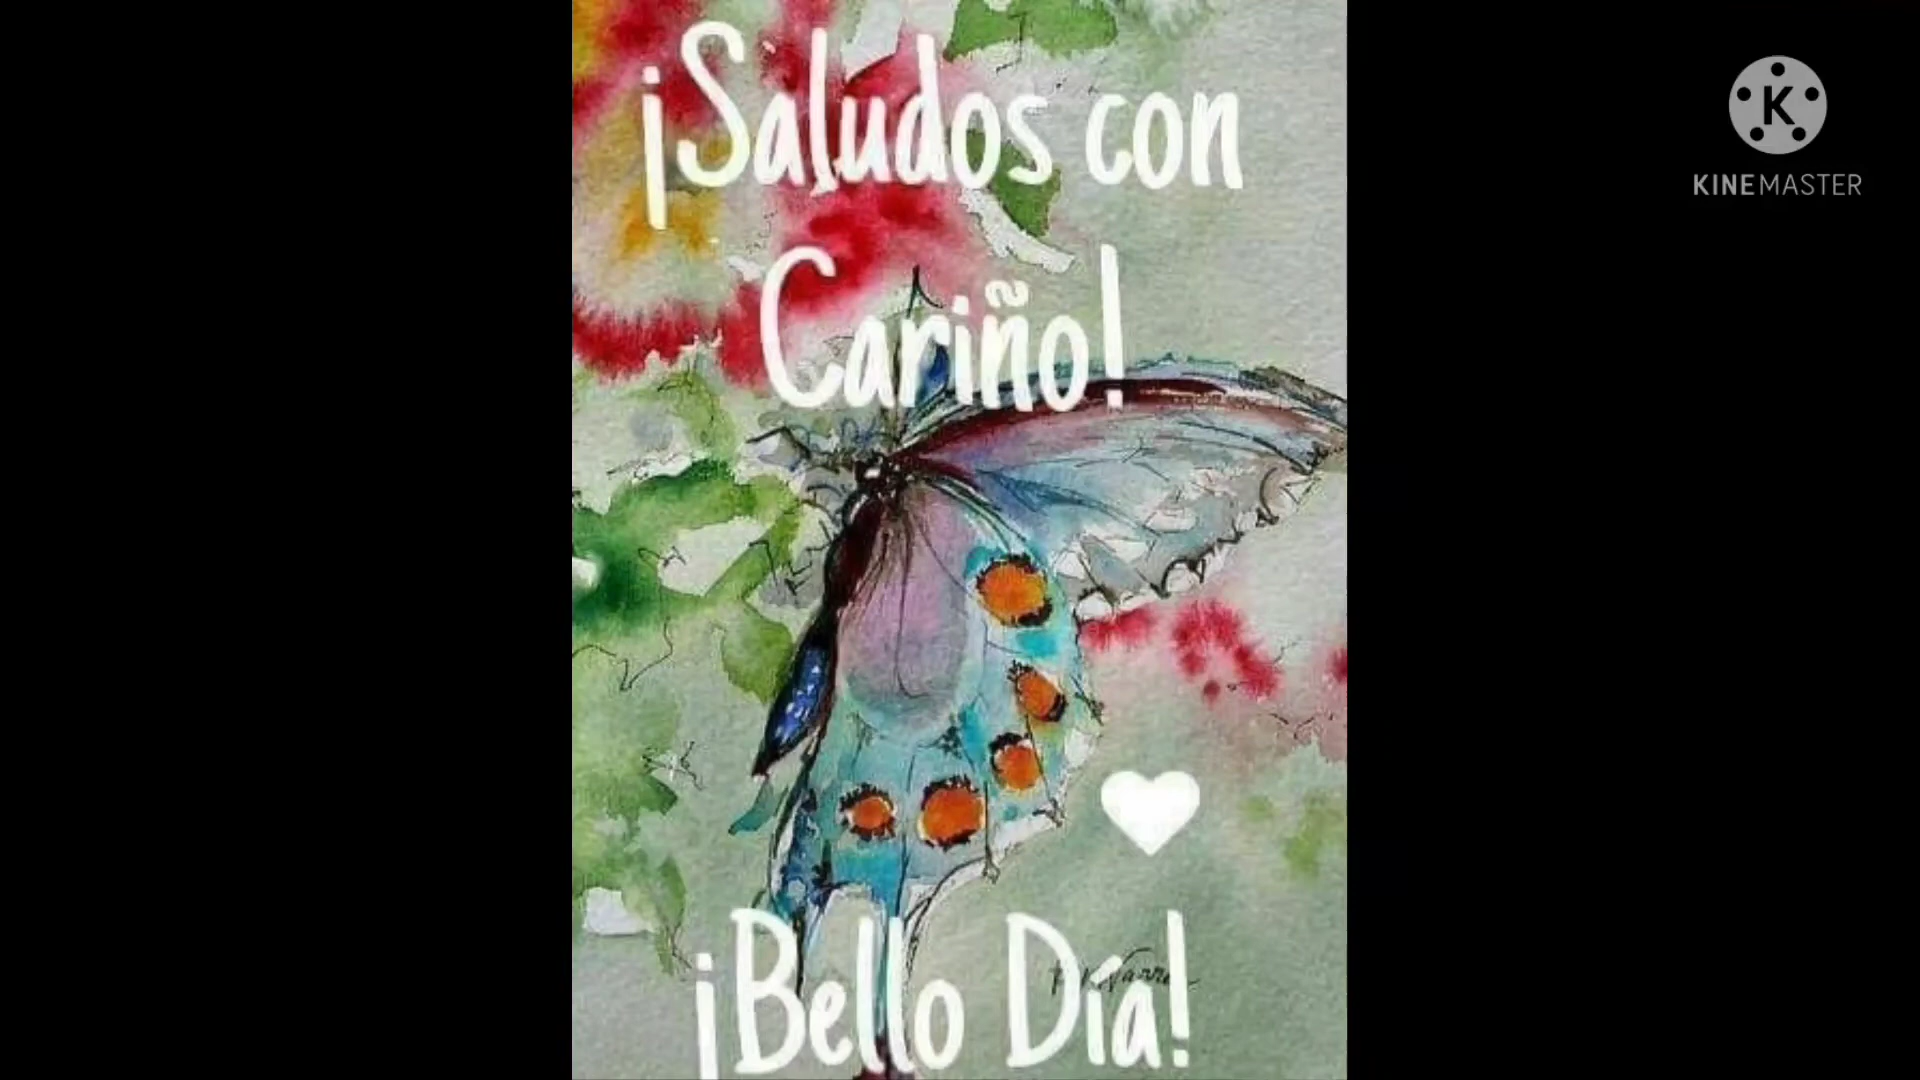 ¡Saludos con
Cariño!
¡Bello Día!
K
KINEMASTER